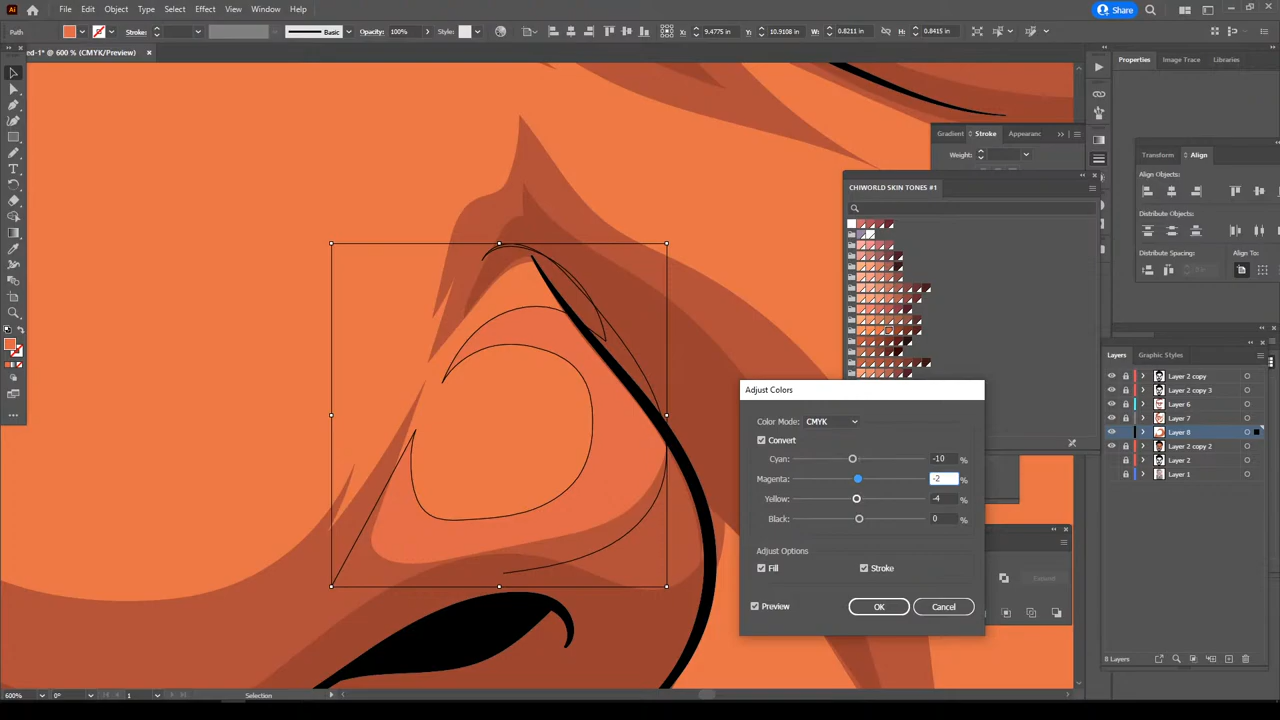 Ai File Edit Object Type Select Effect View Window Help Share
Path Stroke: Basic Opacity: 100% Style: X: 9.4775 in Y: 10.9108 in W: 0.8211 in H: 0.8415 in
ed-1* @ 600 % (CMYK/Preview) ×
Properties Image Trace Libraries
Gradient Stroke Appearanc
Weight:
Transform Align
Align Objects:
CHIWORLD SKIN TONES #1
Distribute Objects:
Distribute Spacing: Align To:
Layers Graphic Styles
Layer 2 copy
Layer 2 copy 3
Layer 6
Layer 7
Layer 8
Layer 2 copy 2
Layer 2
Layer 1
Adjust Colors
Color Mode: CMYK
Convert
Cyan: -10 %
Magenta: -2 %
Yellow: -4 %
Black: 0 %
Adjust Options
Fill Stroke
Preview OK Cancel
Expand
8 Layers
600% 0° 1 Selection